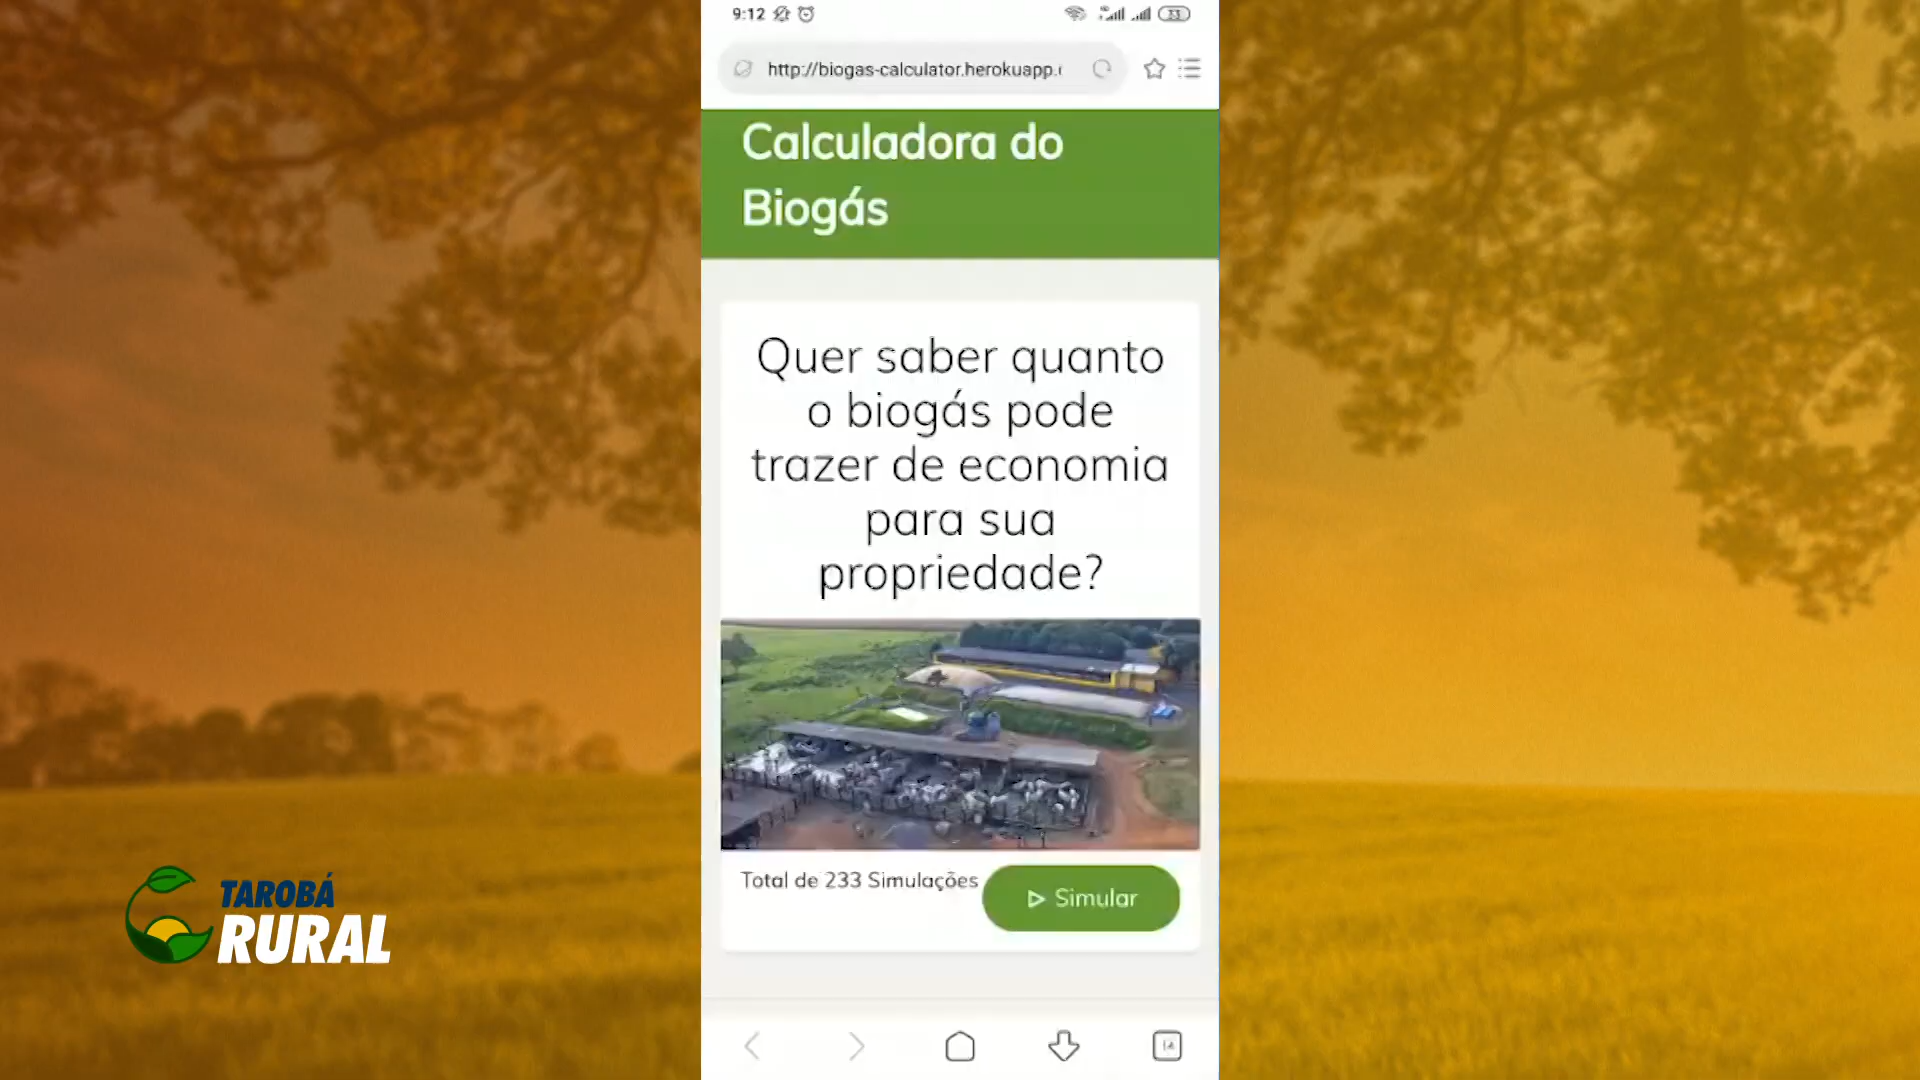 9:12
33
http://biogas-calculator.herokuapp.
Calculadora do
Biogás
Quer saber quanto
o biogás pode
trazer de economia
para sua
propriedade?
Total de 233 Simulações
Simular
TAROBÁ
RURAL